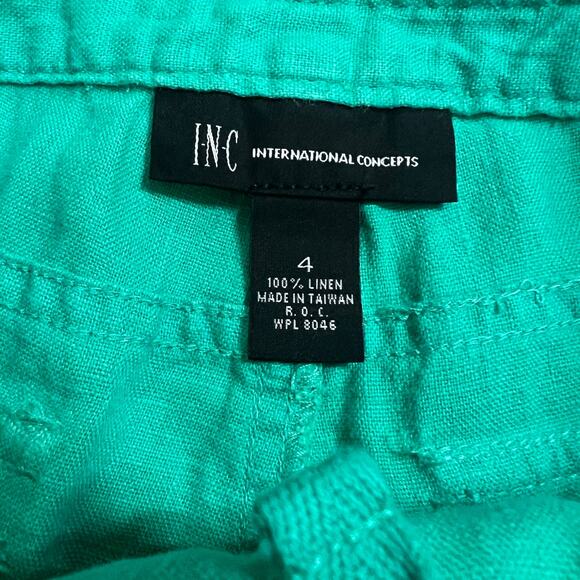 I·N·C INTERNATIONAL CONCEPTS
4
100% LINEN
MADE IN TAIWAN
R. O. C.
WPL 8046